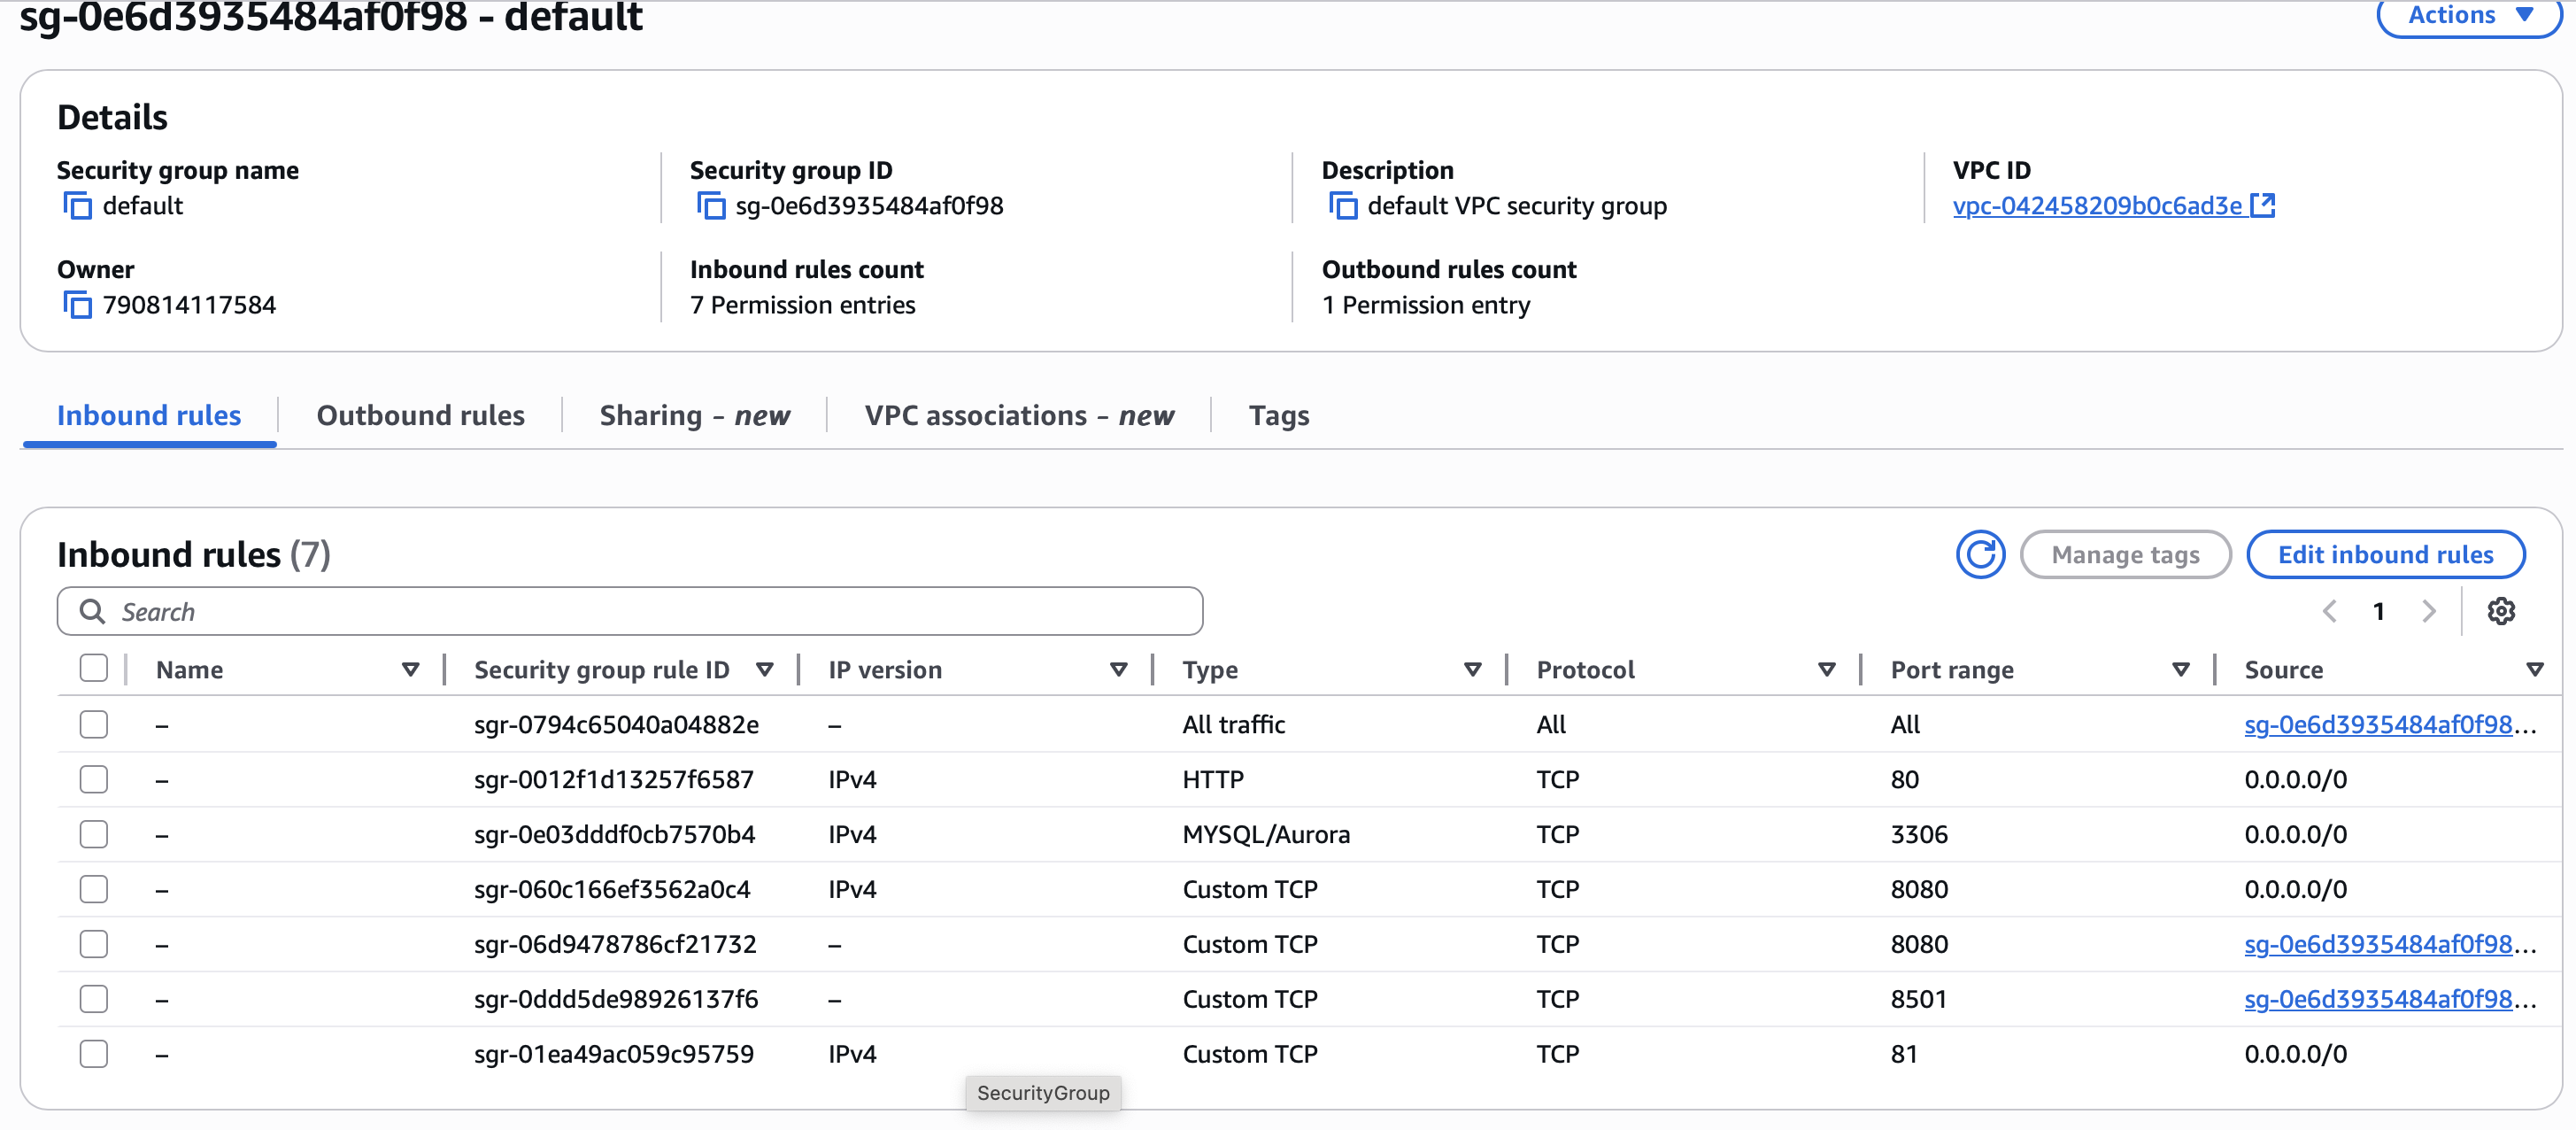 sg-0e6d3935484af0f98 - default
Actions
Details
Security group name
default
Security group ID
sg-0e6d3935484af0f98
Description
default VPC security group
VPC ID
vpc-042458209b0c6ad3e
Owner
790814117584
Inbound rules count
7 Permission entries
Outbound rules count
1 Permission entry
Inbound rules
Outbound rules
Sharing - new
VPC associations - new
Tags
Inbound rules (7)
Manage tags
Edit inbound rules
Search
1
Name Security group rule ID IP version Type Protocol Port range Source
– sgr-0794c65040a04882e – All traffic All All sg-0e6d3935484af0f98...
– sgr-0012f1d13257f6587 IPv4 HTTP TCP 80 0.0.0.0/0
– sgr-0e03dddf0cb7570b4 IPv4 MYSQL/Aurora TCP 3306 0.0.0.0/0
– sgr-060c166ef3562a0c4 IPv4 Custom TCP TCP 8080 0.0.0.0/0
– sgr-06d9478786cf21732 – Custom TCP TCP 8080 sg-0e6d3935484af0f98...
– sgr-0ddd5de98926137f6 – Custom TCP TCP 8501 sg-0e6d3935484af0f98...
– sgr-01ea49ac059c95759 IPv4 Custom TCP TCP 81 0.0.0.0/0
SecurityGroup